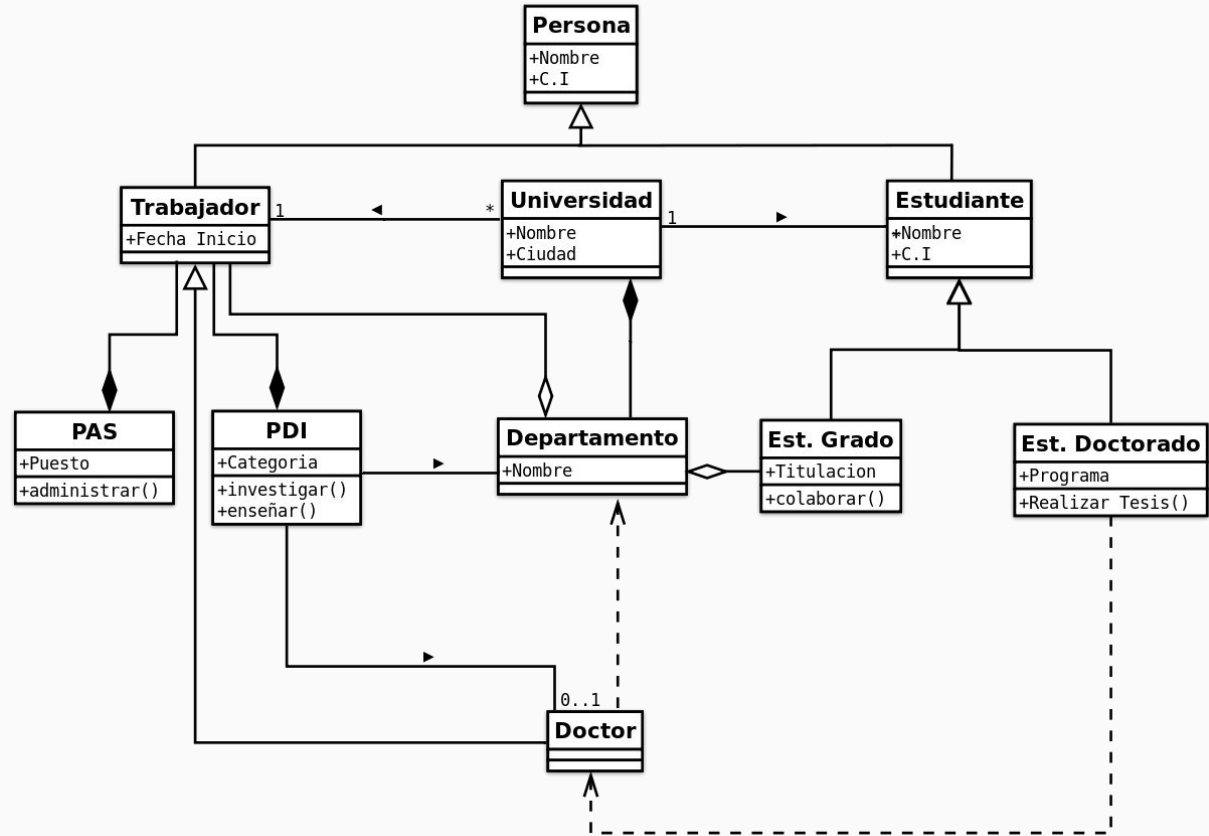 Persona
+Nombre
+C.I
Trabajador
+Fecha Inicio
1
*
Universidad
+Nombre
+Ciudad
1
Estudiante
+Nombre
+C.I
PAS
+Puesto
+administrar()
PDI
+Categoria
+investigar()
+enseñar()
Departamento
+Nombre
Est. Grado
+Titulacion
+colaborar()
Est. Doctorado
+Programa
+Realizar Tesis()
0..1
Doctor